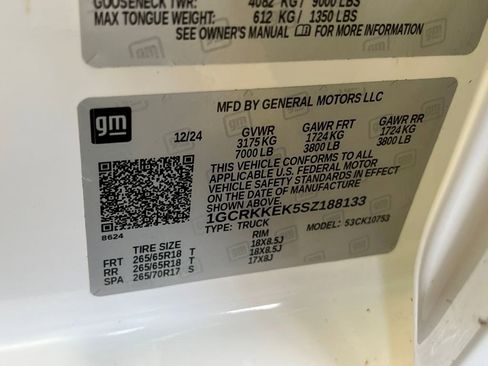 GOOSENECK TWR: 4082 KG / 9000 LBS
MAX TONGUE WEIGHT: 612 KG / 1350 LBS
SEE OWNER'S MANUAL FOR MORE INFORMATION
gm
MFD BY GENERAL MOTORS LLC
12/24 GVWR GAWR FRT GAWR RR
3175 KG 1724 KG 1724 KG
7000 LB 3800 LB 3800 LB
THIS VEHICLE CONFORMS TO ALL
APPLICABLE U.S. FEDERAL MOTOR
VEHICLE SAFETY STANDARDS IN EFFECT
ON THE DATE OF MANUFACTURE
SHOWN ABOVE.
1GCRKKEK5SZ188133
TYPE: TRUCK MODEL: 53CK10753
8624
TIRE SIZE RIM
FRT 265/65R18 T 18X8.5J
RR 265/65R18 T 18X8.5J
SPA 265/70R17 S 17X8J